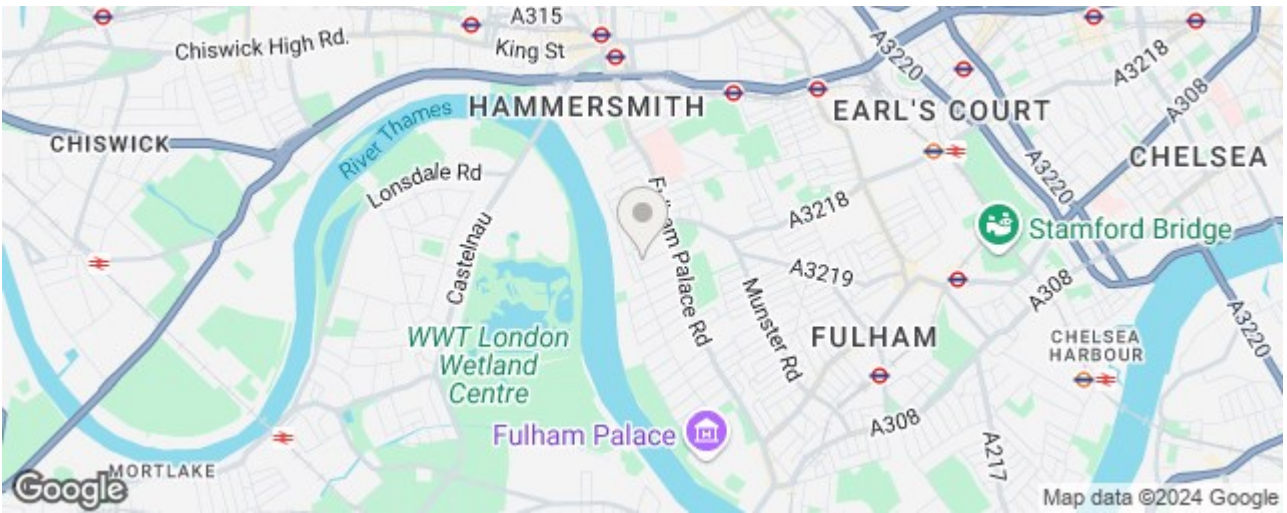 A315
Chiswick High Rd.
King St
A3220
A3218
A308
HAMMERSMITH
EARL'S COURT
CHISWICK
River Thames
Lonsdale Rd
CHELSEA
A3220
Castelnau
Fulham Palace Rd
A3218
Stamford Bridge
A3219
Munster Rd
A308
A3220
WWT London
Wetland
Centre
FULHAM
CHELSEA
HARBOUR
Fulham Palace
A308
A217
MORTLAKE
Google
Map data ©2024 Google